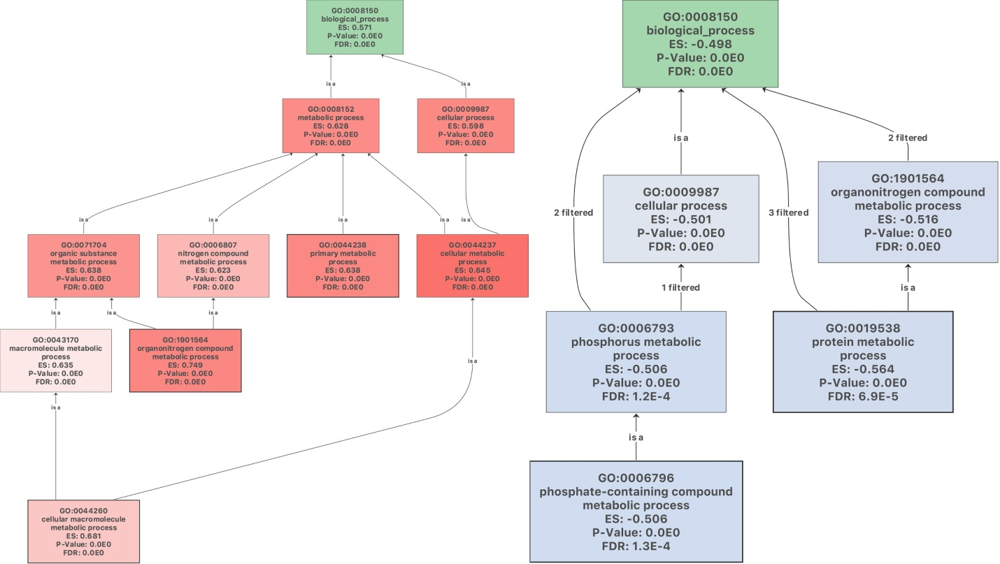 GO:0008150
biological_process
ES: 0.571
P-Value: 0.0E0
FDR: 0.0E0
is a
is a
GO:0008152
metabolic process
ES: 0.628
P-Value: 0.0E0
FDR: 0.0E0
GO:0009987
cellular process
ES: 0.598
P-Value: 0.0E0
FDR: 0.0E0
is a
is a
is a
is a
is a
GO:0071704
organic substance
metabolic process
ES: 0.638
P-Value: 0.0E0
FDR: 0.0E0
GO:0006807
nitrogen compound
metabolic process
ES: 0.623
P-Value: 0.0E0
FDR: 0.0E0
GO:0044238
primary metabolic
process
ES: 0.638
P-Value: 0.0E0
FDR: 0.0E0
GO:0044237
cellular metabolic
process
ES: 0.645
P-Value: 0.0E0
FDR: 0.0E0
is a
is a
is a
GO:0043170
macromolecule metabolic
process
ES: 0.635
P-Value: 0.0E0
FDR: 0.0E0
GO:1901564
organonitrogen compound
metabolic process
ES: 0.749
P-Value: 0.0E0
FDR: 0.0E0
is a
is a
GO:0044260
cellular macromolecule
metabolic process
ES: 0.681
P-Value: 0.0E0
FDR: 0.0E0
GO:0008150
biological_process
ES: -0.498
P-Value: 0.0E0
FDR: 0.0E0
is a
2 filtered
GO:0009987
cellular process
ES: -0.501
P-Value: 0.0E0
FDR: 0.0E0
GO:1901564
organonitrogen compound
metabolic process
ES: -0.516
P-Value: 0.0E0
FDR: 0.0E0
2 filtered
3 filtered
1 filtered
is a
GO:0006793
phosphorus metabolic
process
ES: -0.506
P-Value: 0.0E0
FDR: 1.2E-4
GO:0019538
protein metabolic
process
ES: -0.564
P-Value: 0.0E0
FDR: 6.9E-5
is a
GO:0006796
phosphate-containing compound
metabolic process
ES: -0.506
P-Value: 0.0E0
FDR: 1.3E-4